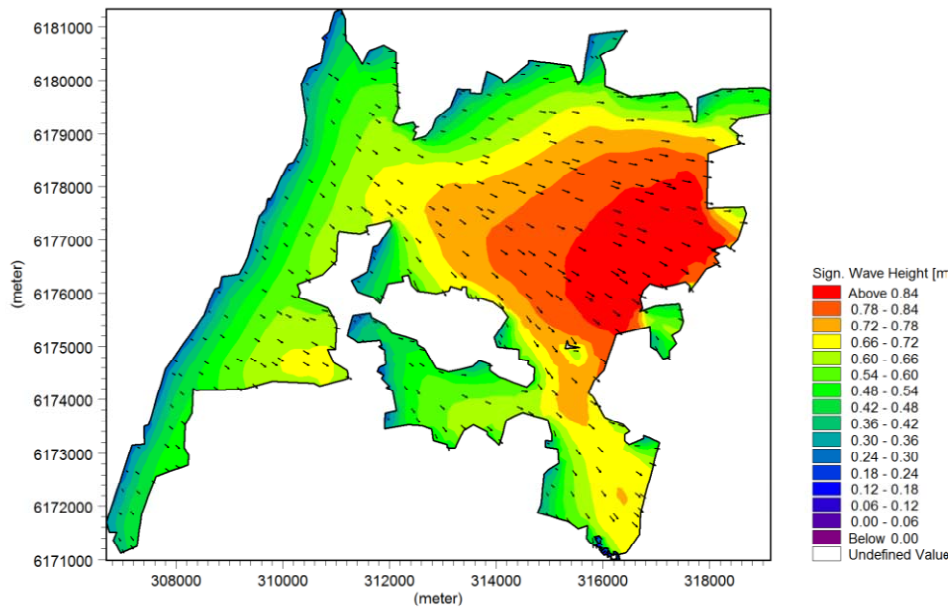 6181000
6180000
6179000
6178000
6177000
6176000
6175000
6174000
6173000
6172000
6171000
(meter)
308000 310000 312000 314000 316000 318000
(meter)
Sign. Wave Height [m
Above 0.84
0.78 - 0.84
0.72 - 0.78
0.66 - 0.72
0.60 - 0.66
0.54 - 0.60
0.48 - 0.54
0.42 - 0.48
0.36 - 0.42
0.30 - 0.36
0.24 - 0.30
0.18 - 0.24
0.12 - 0.18
0.06 - 0.12
0.00 - 0.06
Below 0.00
Undefined Value